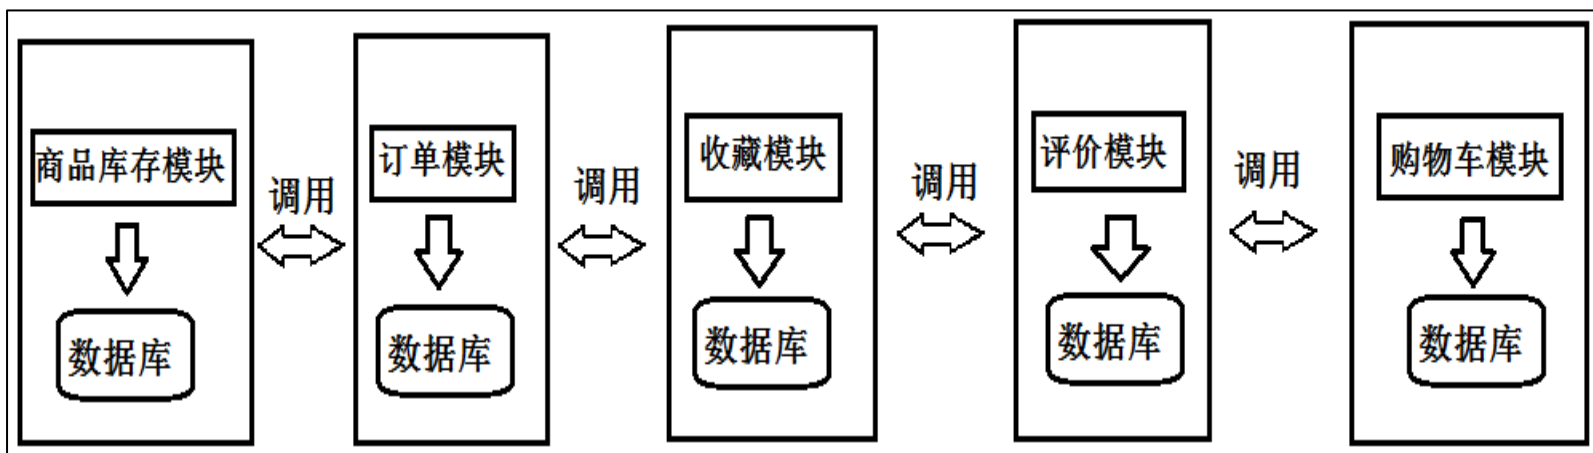 商品库存模块
调用
订单模块
调用
收藏模块
调用
评价模块
调用
购物车模块
数据库
数据库
数据库
数据库
数据库